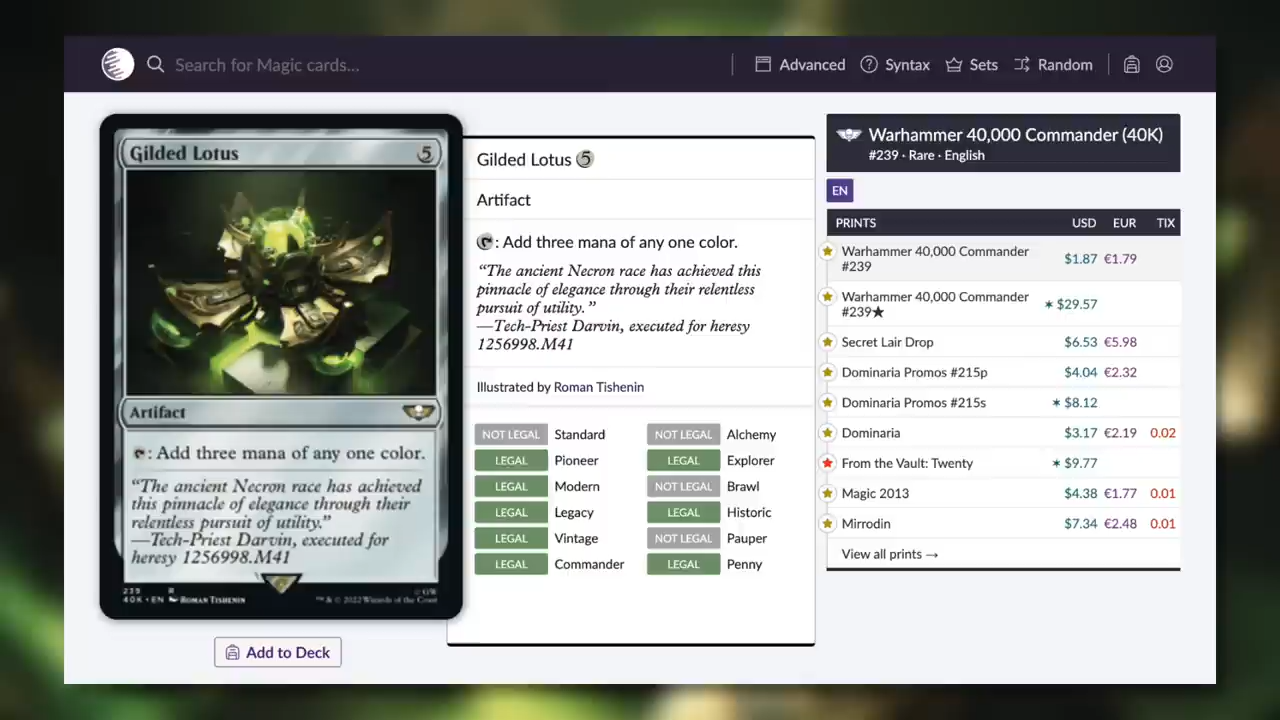 Search for Magic cards...
Advanced
Syntax
Sets
Random
Gilded Lotus 5
Artifact
: Add three mana of any one color.
“The ancient Necron race has achieved
this pinnacle of elegance through their
relentless pursuit of utility.”
—Tech-Priest Darvin, executed for
heresy 1256998.M41
239 R
40K • EN Roman Tishenin
™ & © 2022 Wizards of the Coast
© GW
Add to Deck
Gilded Lotus 5
Artifact
: Add three mana of any one color.
“The ancient Necron race has achieved this
pinnacle of elegance through their relentless
pursuit of utility.”
—Tech-Priest Darvin, executed for heresy
1256998.M41
Illustrated by Roman Tishenin
NOT LEGAL Standard NOT LEGAL Alchemy
LEGAL Pioneer LEGAL Explorer
LEGAL Modern NOT LEGAL Brawl
LEGAL Legacy LEGAL Historic
LEGAL Vintage NOT LEGAL Pauper
LEGAL Commander LEGAL Penny
Warhammer 40,000 Commander (40K)
#239 · Rare · English
EN
PRINTS USD EUR TIX
Warhammer 40,000 Commander
#239 $1.87 €1.79
Warhammer 40,000 Commander
#239★ ✶ $29.57
Secret Lair Drop $6.53 €5.98
Dominaria Promos #215p $4.04 €2.32
Dominaria Promos #215s ✶ $8.12
Dominaria $3.17 €2.19 0.02
From the Vault: Twenty ✶ $9.77
Magic 2013 $4.38 €1.77 0.01
Mirrodin $7.34 €2.48 0.01
View all prints →